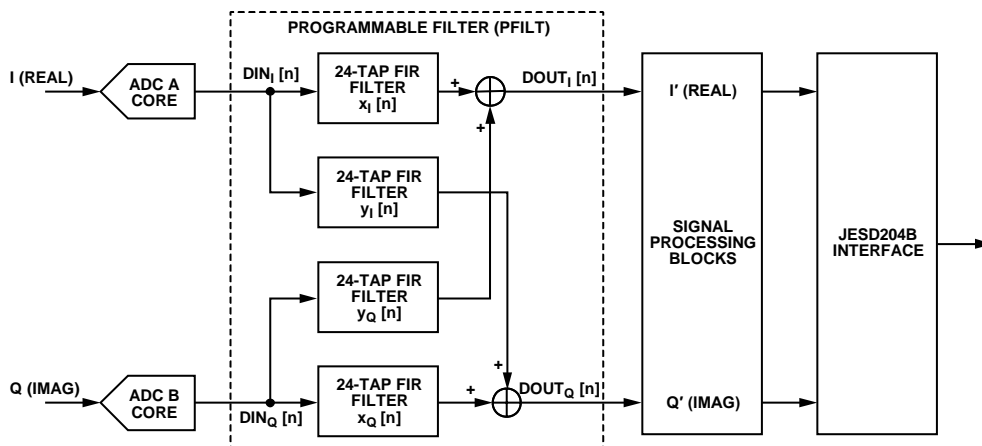 PROGRAMMABLE FILTER (PFILT)
I (REAL)
ADC A
CORE
DINI [n]
24-TAP FIR
FILTER
xI [n]
+
+
DOUTI [n]
I′ (REAL)
24-TAP FIR
FILTER
yI [n]
SIGNAL
PROCESSING
BLOCKS
JESD204B
INTERFACE
24-TAP FIR
FILTER
yQ [n]
Q (IMAG)
ADC B
CORE
DINQ [n]
24-TAP FIR
FILTER
xQ [n]
+
+
DOUTQ [n]
Q′ (IMAG)